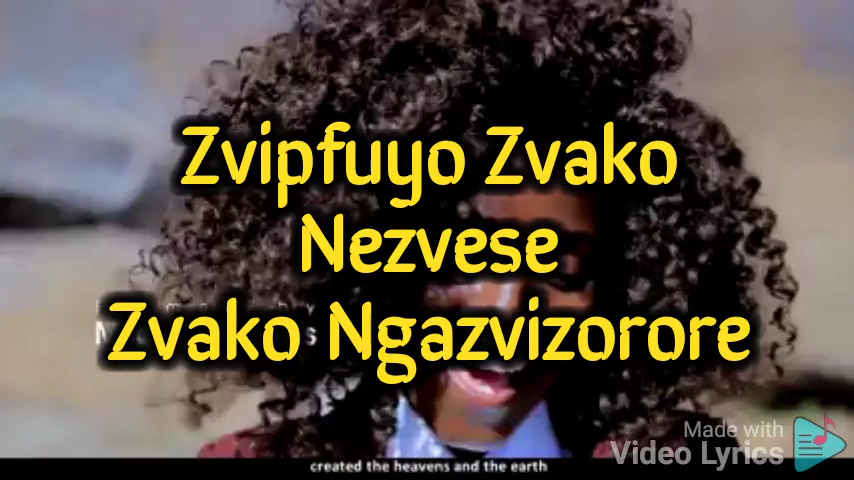 Zvipfuyo Zvako
Nezvese
Zvako Ngazvizorore
created the heavens and the earth
Made with
Video Lyrics